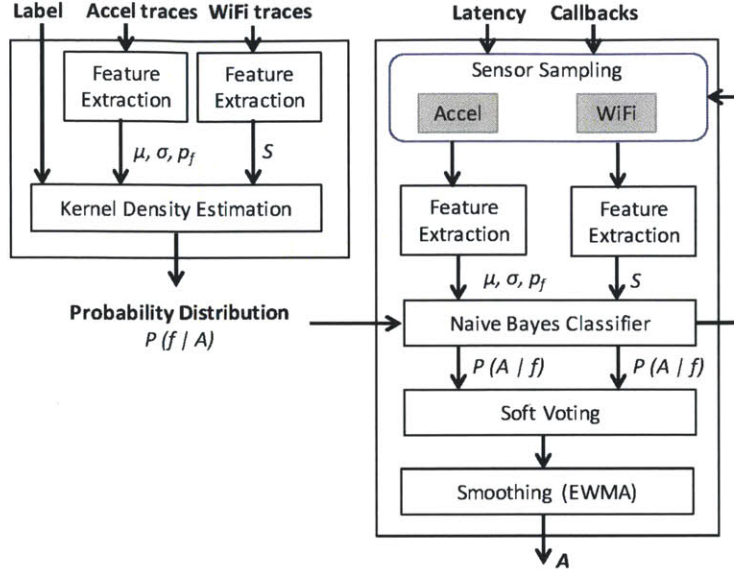 Label Accel traces WiFi traces
Feature
Extraction
Feature
Extraction
μ, σ, p_f
S
Kernel Density Estimation
Probability Distribution
P (f | A)
Latency Callbacks
Sensor Sampling
Accel
WiFi
Feature
Extraction
Feature
Extraction
μ, σ, p_f
S
Naive Bayes Classifier
P (A | f)
P (A | f)
Soft Voting
Smoothing (EWMA)
A